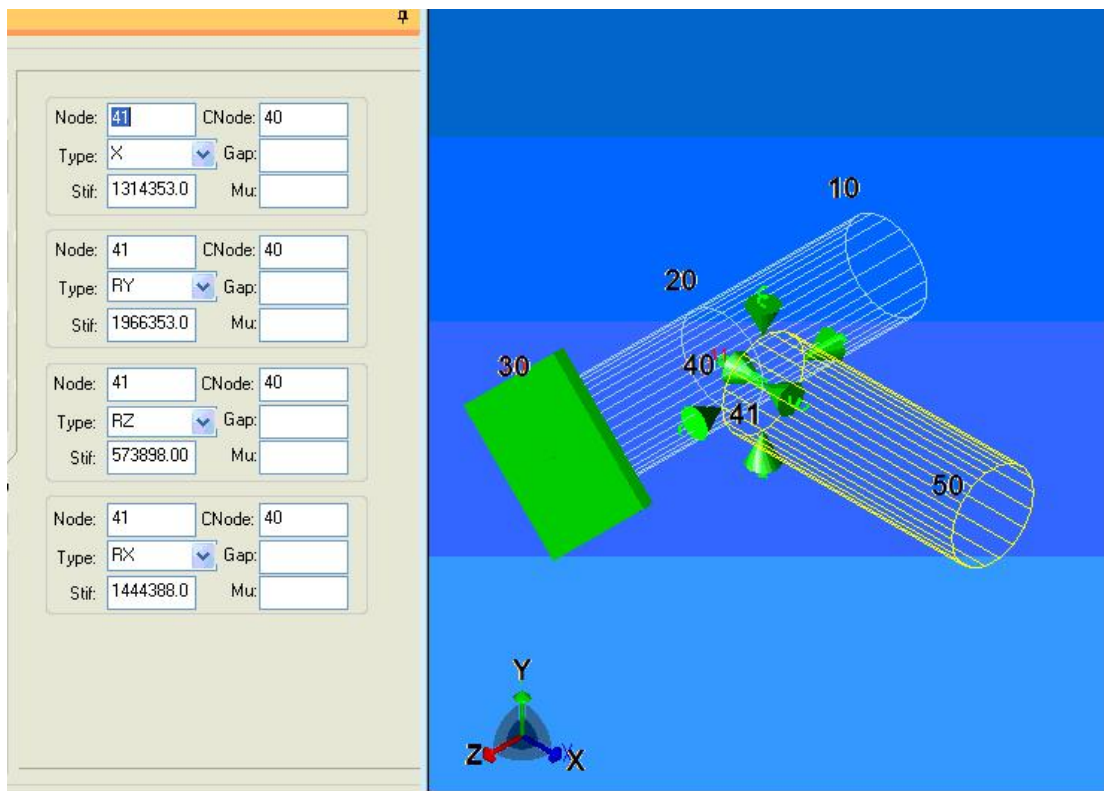 Node: 41 CNode: 40
Type: X Gap:
Stif: 1314353.0 Mu:
Node: 41 CNode: 40
Type: RY Gap:
Stif: 1966353.0 Mu:
Node: 41 CNode: 40
Type: RZ Gap:
Stif: 573898.00 Mu:
Node: 41 CNode: 40
Type: RX Gap:
Stif: 1444388.0 Mu:
10
20
30
40
41
50
Y
Z
X